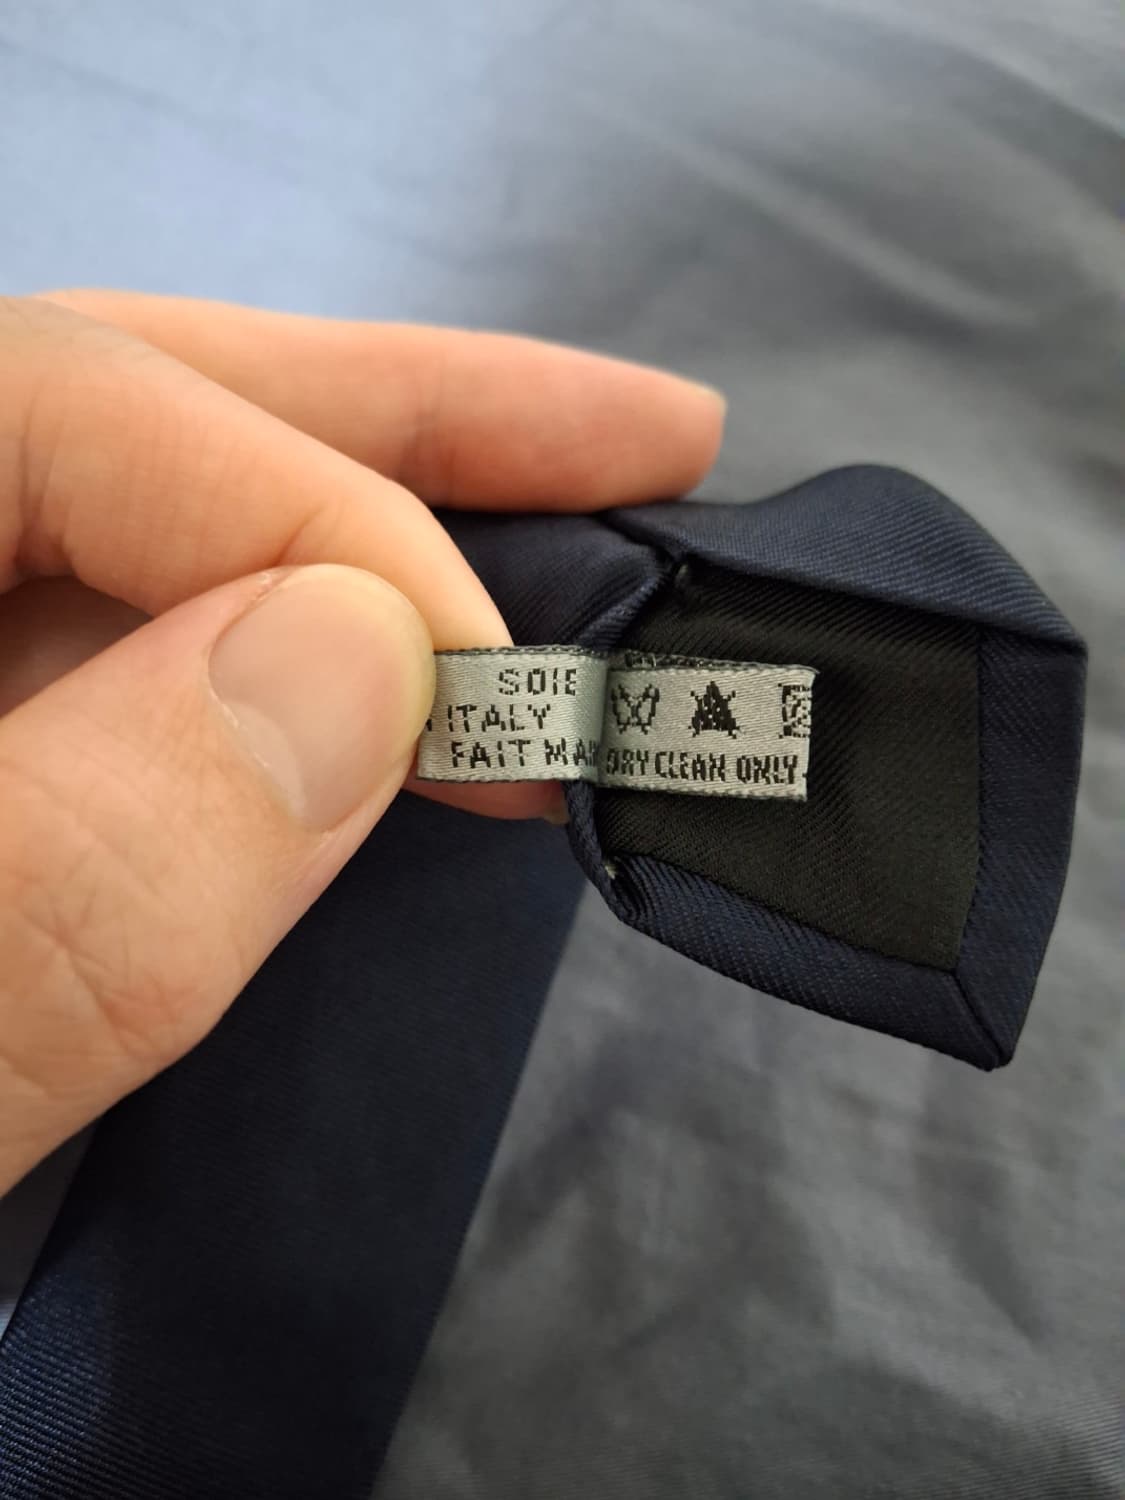 SOIE
ITALY
FAIT MA
DRY CLEAN ONLY